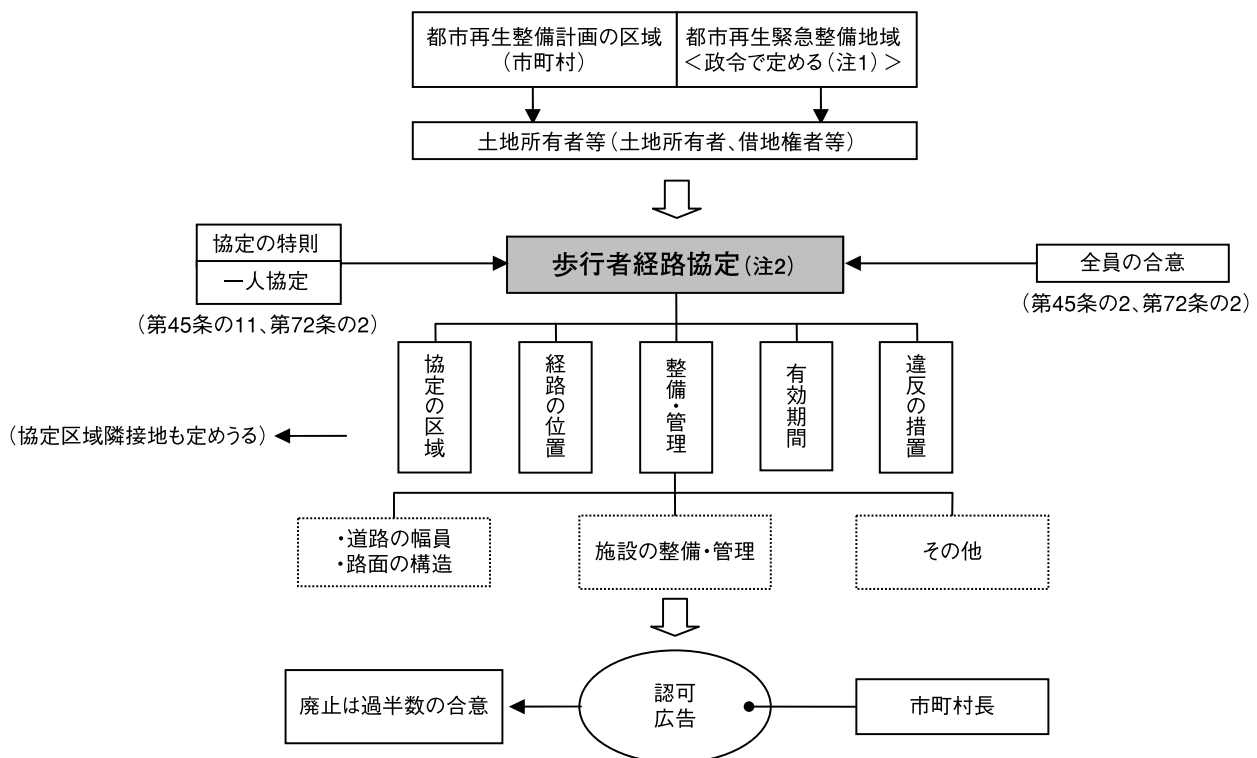 都市再生整備計画の区域
（市町村）
都市再生緊急整備地域
＜政令で定める（注1）＞
土地所有者等（土地所有者、借地権者等）
協定の特則
一人協定
（第45条の11、第72条の2）
歩行者経路協定（注2）
全員の合意
（第45条の2、第72条の2）
協定の区域
経路の位置
整備・管理
有効期間
違反の措置
（協定区域隣接地も定めうる）
・道路の幅員
・路面の構造
施設の整備・管理
その他
廃止は過半数の合意
認可
広告
市町村長